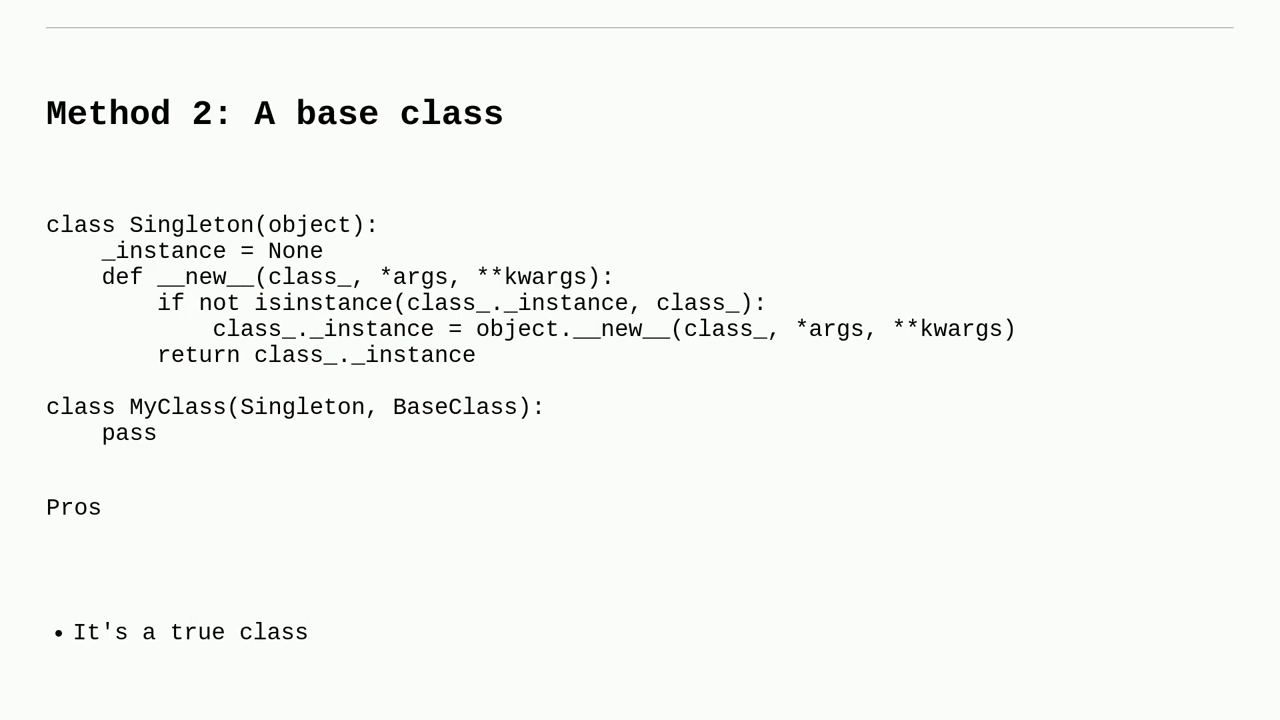 Method 2: A base class
class Singleton(object):
    _instance = None
    def __new__(class_, *args, **kwargs):
        if not isinstance(class_._instance, class_):
            class_._instance = object.__new__(class_, *args, **kwargs)
        return class_._instance
class MyClass(Singleton, BaseClass):
    pass
Pros
• It's a true class